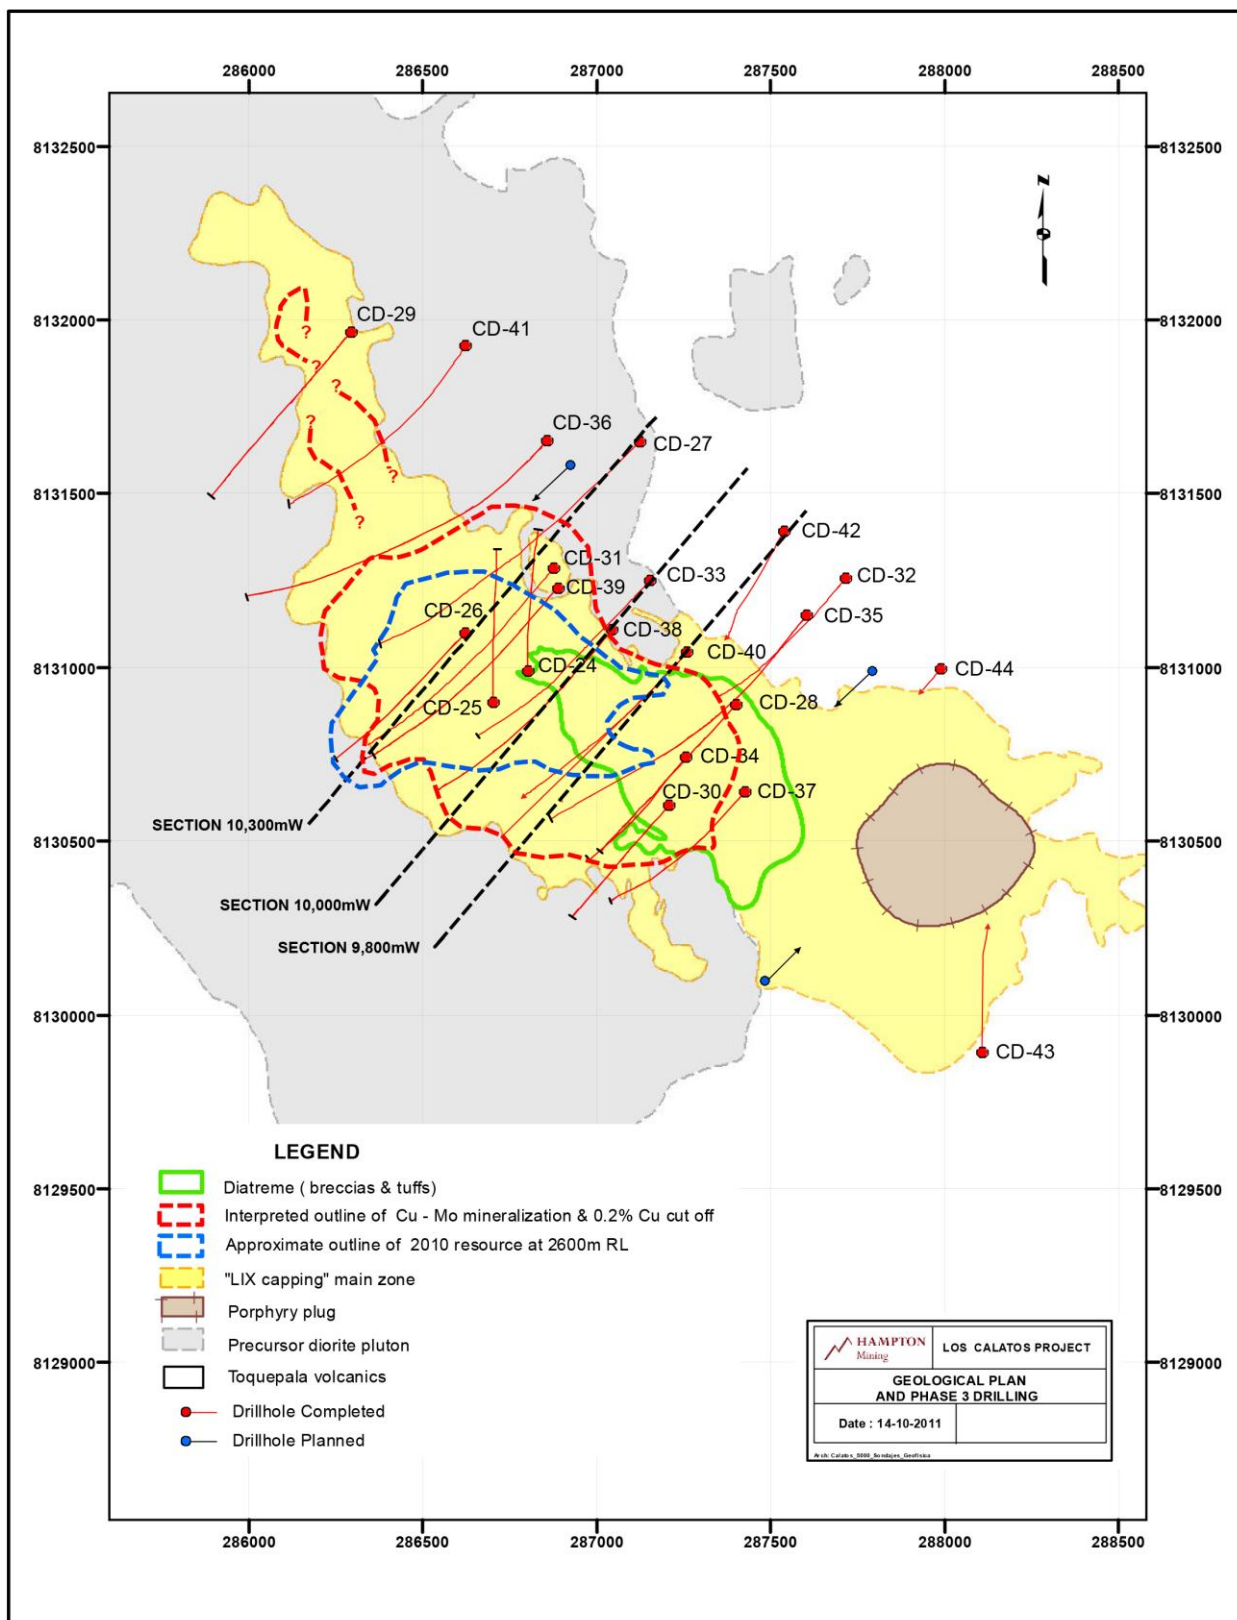 286000 286500 287000 287500 288000 288500
8132500 8132500
N
8132000 8132000
CD-29
CD-41
?
?
?
?
?
?
CD-36
CD-27
8131500 8131500
CD-42
CD-31
CD-33
CD-32
CD-39
CD-26
CD-35
CD-38
CD-40
8131000 8131000
CD-24
CD-44
CD-25
CD-28
CD-34
CD-30
CD-37
SECTION 10,300mW
8130500 8130500
SECTION 10,000mW
SECTION 9,800mW
8130000 8130000
CD-43
LEGEND
8129500 8129500
Diatreme ( breccias & tuffs)
Interpreted outline of Cu - Mo mineralization & 0.2% Cu cut off
Approximate outline of 2010 resource at 2600m RL
"LIX capping" main zone
Porphyry plug
Precursor diorite pluton
8129000 8129000
Toquepala volcanics
Drillhole Completed
Drillhole Planned
HAMPTON
Mining
LOS CALATOS PROJECT
GEOLOGICAL PLAN
AND PHASE 3 DRILLING
Date : 14-10-2011
Arch: Calatos_5000_Sondajes_Geofisica
286000 286500 287000 287500 288000 288500